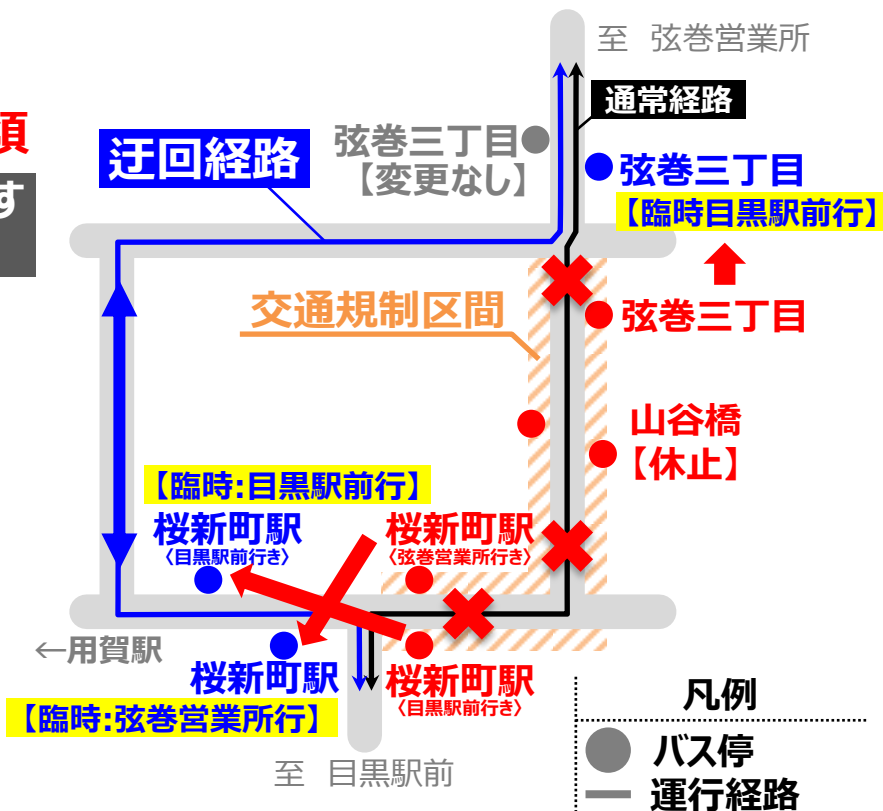 至 弦巻営業所
通常経路
項
す
迂回経路
弦巻三丁目
【変更なし】
弦巻三丁目
【臨時目黒駅前行】
交通規制区間
弦巻三丁目
山谷橋
【休止】
【臨時:目黒駅前行】
桜新町駅
〈目黒駅前行き〉
桜新町駅
〈弦巻営業所行き〉
←用賀駅
桜新町駅
【臨時:弦巻営業所行】
桜新町駅
〈目黒駅前行き〉
至 目黒駅前
凡例
バス停
運行経路